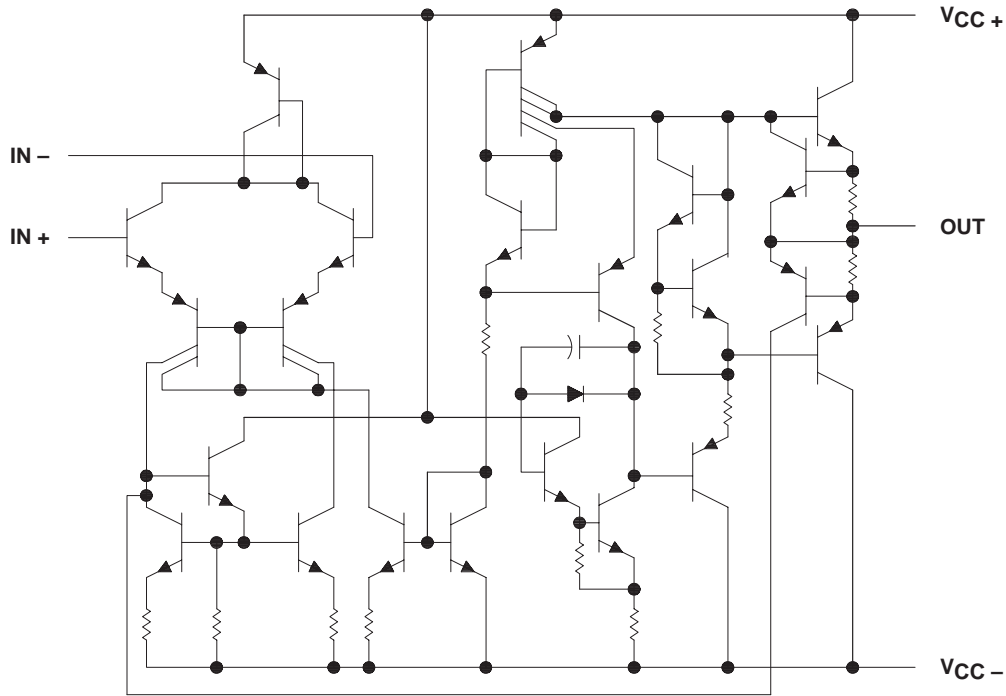 VCC +
IN –
IN +
OUT
VCC –